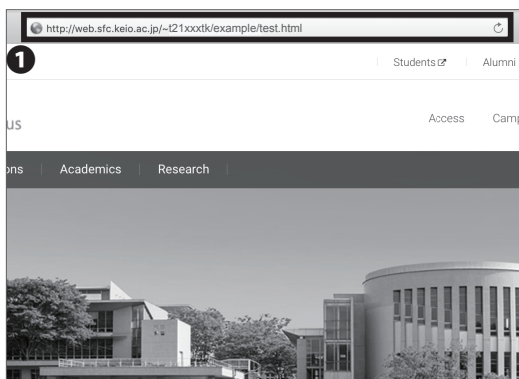 http://web.sfc.keio.ac.jp/~t21xxxtk/example/test.html
1
Students
Alumni
us
Access
Camp
ons
Academics
Research